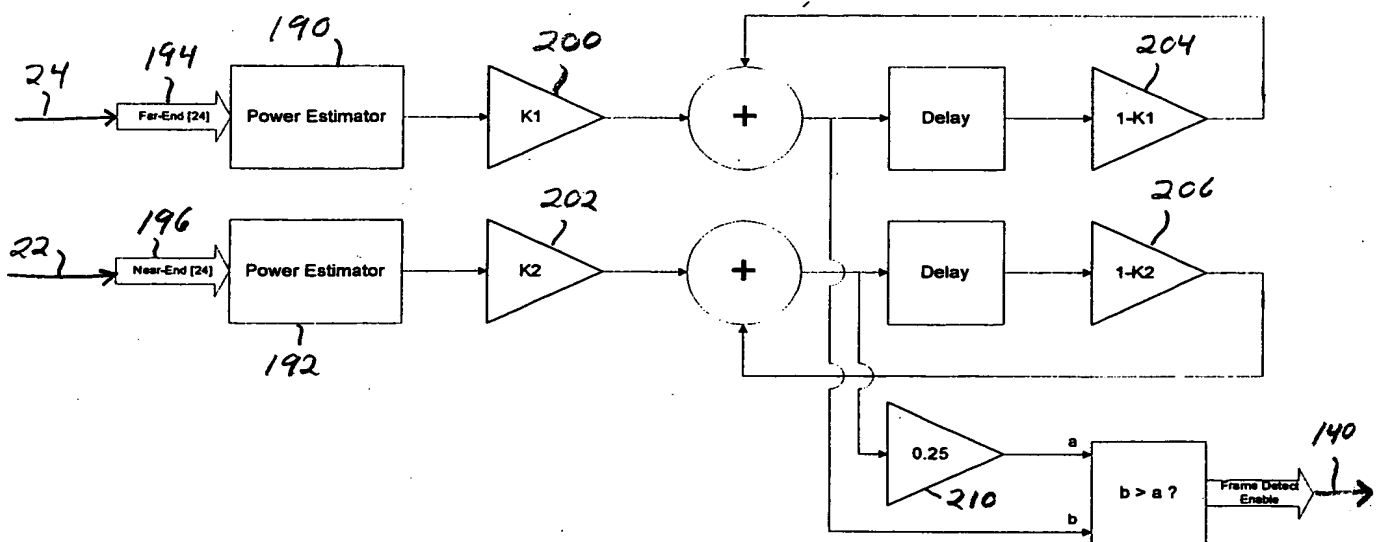 190
200
204
194
24
Far-End [24]
Power Estimator
K1
+
Delay
1-K1
196
202
206
22
Near-End [24]
Power Estimator
K2
+
Delay
1-K2
192
0.25
a
b
b > a ?
Frame Detect
Enable
140
210